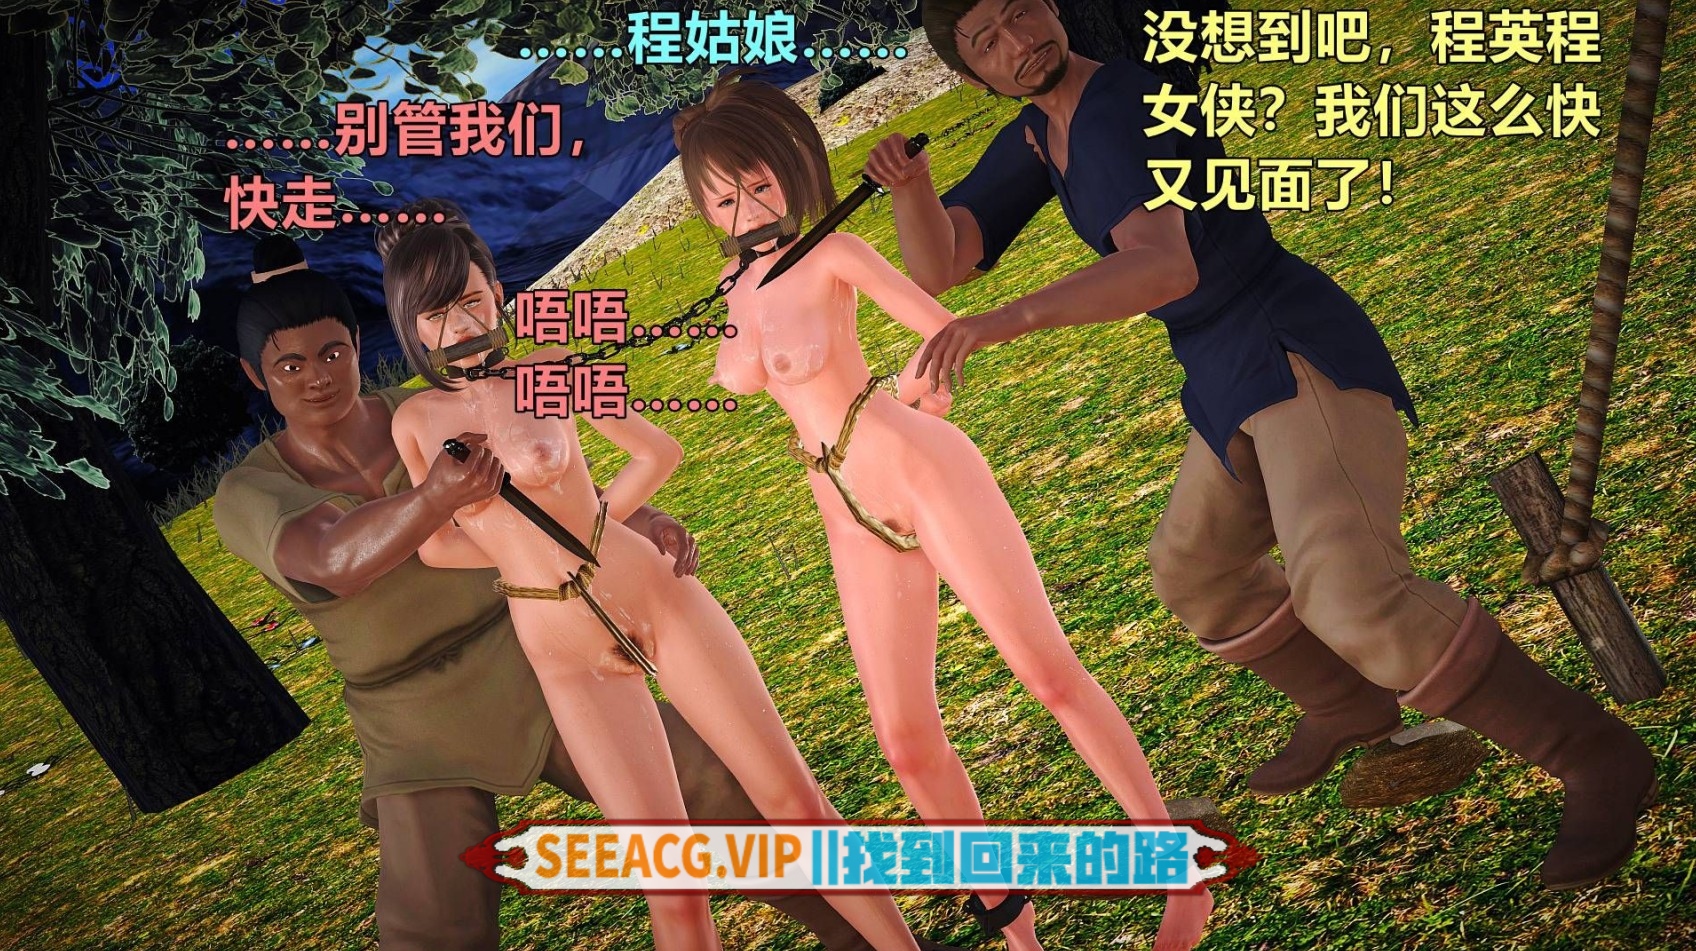 ……程姑娘……
没想到吧，程英程
女侠？我们这么快
又见面了！
……别管我们，
快走……
唔唔……
唔唔……
SEEACG.VIP||找到回来的路